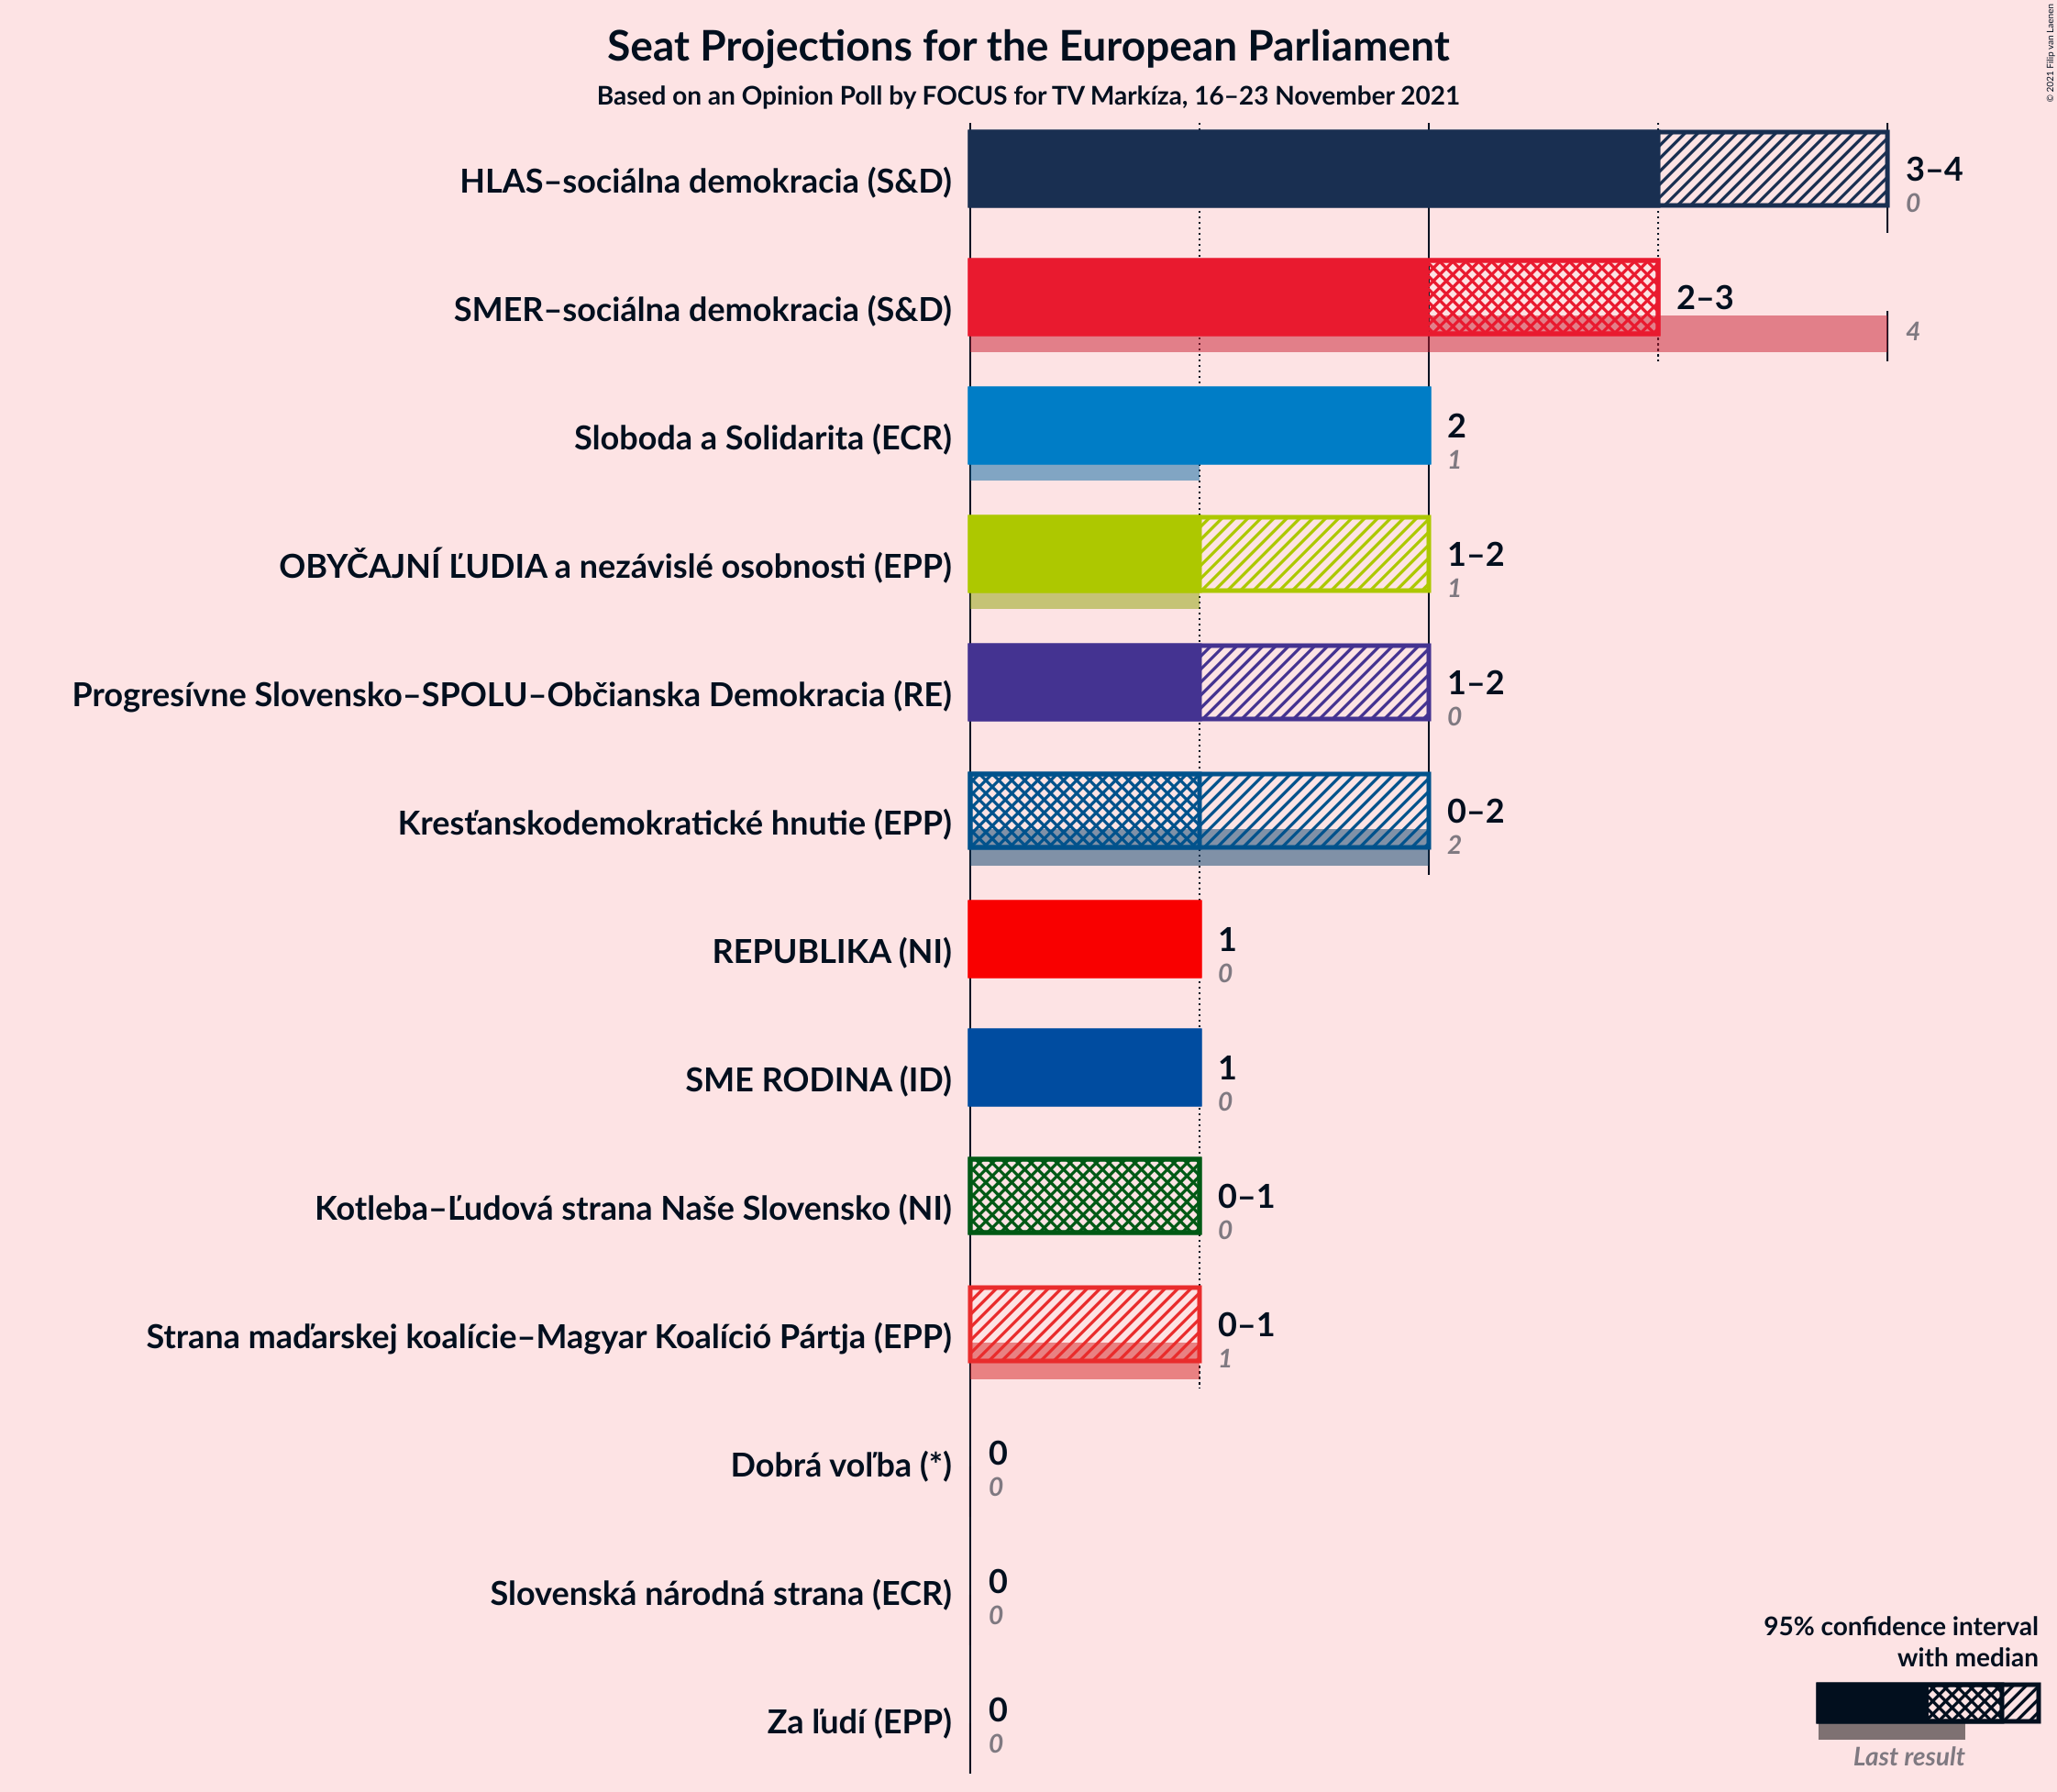 Seat Projections for the European Parliament
Based on an Opinion Poll by FOCUS for TV Markíza, 16–23 November 2021
© 2021 Filip van Laenen
HLAS–sociálna demokracia (S&D)
3–4
0
SMER–sociálna demokracia (S&D)
2–3
4
Sloboda a Solidarita (ECR)
2
1
OBYČAJNÍ ĽUDIA a nezávislé osobnosti (EPP)
1–2
1
Progresívne Slovensko–SPOLU–Občianska Demokracia (RE)
1–2
0
Kresťanskodemokratické hnutie (EPP)
0–2
2
REPUBLIKA (NI)
1
0
SME RODINA (ID)
1
0
Kotleba–Ľudová strana Naše Slovensko (NI)
0–1
0
Strana maďarskej koalície–Magyar Koalíció Pártja (EPP)
0–1
1
Dobrá voľba (*)
0
0
Slovenská národná strana (ECR)
0
0
Za ľudí (EPP)
0
0
95% confidence interval
with median
Last result